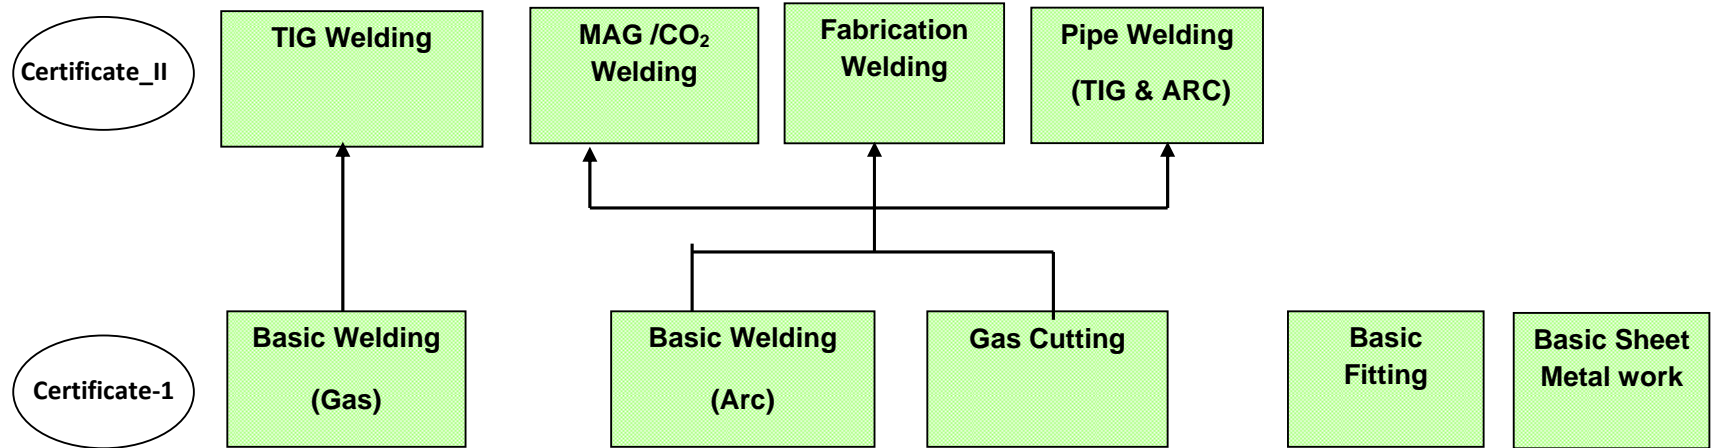 Certificate_II
TIG Welding
MAG /CO₂
Welding
Fabrication
Welding
Pipe Welding
(TIG & ARC)
Certificate-1
Basic Welding
(Gas)
Basic Welding
(Arc)
Gas Cutting
Basic
Fitting
Basic Sheet
Metal work